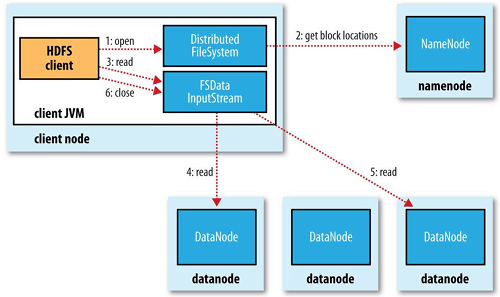 HDFS
client
1: open
Distributed
FileSystem
2: get block locations
NameNode
namenode
3: read
6: close
FSData
InputStream
client JVM
client node
4: read
5: read
DataNode
DataNode
DataNode
datanode
datanode
datanode